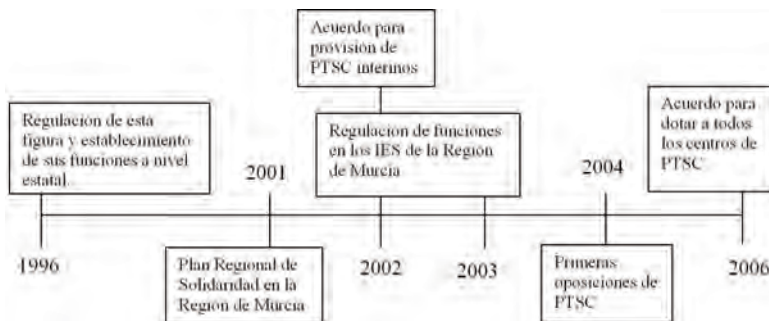 Acuerdo para
provisión de
PTSC interinos
Regulación de esta
figura y establecimiento
de sus funciones a nivel
estatal.
2001
Regulación de funciones
en los IES de la Región
de Murcia
2004
Acuerdo para
dotar a todos
los centros de
PTSC
1996
Plan Regional de
Solidaridad en la
Región de Murcia
2002
2003
Primeras
oposiciones de
PTSC
2006